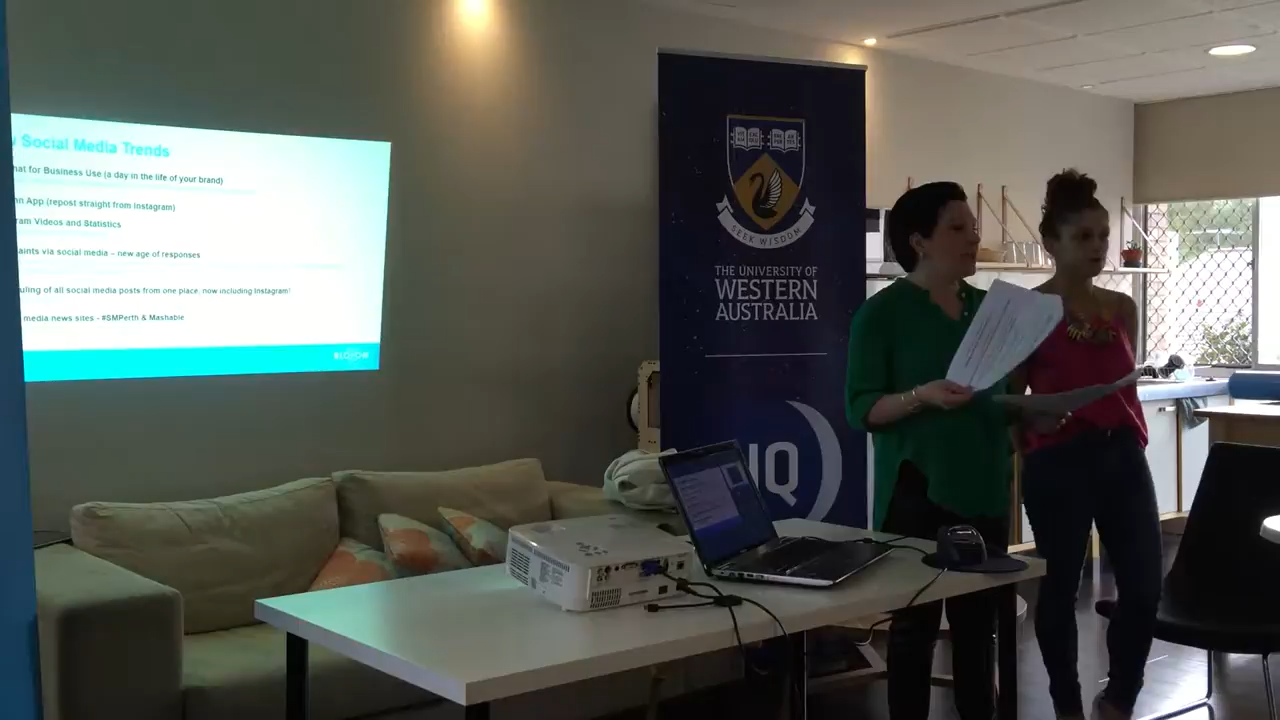 Social Media Trends
hat for Business Use (a day in the life of your brand)
nn App (repost straight from Instagram)
ram Videos and Statistics
aints via social media – new age of responses
uling of all social media posts from one place, now including Instagram!
media news sites - #SMPerth & Mashable
SEEK WISDOM
THE UNIVERSITY OF
WESTERN
AUSTRALIA
IQ